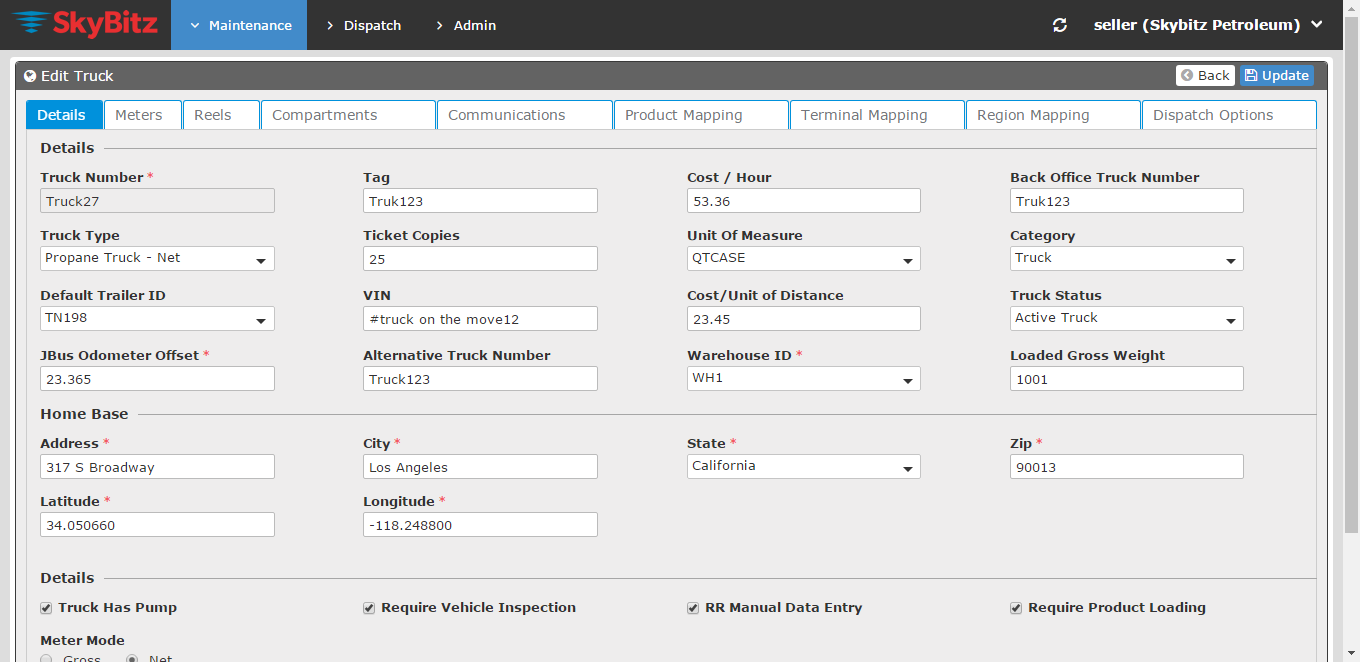 SkyBitz Maintenance Dispatch Admin seller (Skybitz Petroleum)
Edit Truck Back Update
Details Meters Reels Compartments Communications Product Mapping Terminal Mapping Region Mapping Dispatch Options
Details
Truck Number * Tag Cost / Hour Back Office Truck Number
Truck27 Truk123 53.36 Truk123
Truck Type Ticket Copies Unit Of Measure Category
Propane Truck - Net 25 QTCASE Truck
Default Trailer ID VIN Cost/Unit of Distance Truck Status
TN198 #truck on the move12 23.45 Active Truck
JBus Odometer Offset * Alternative Truck Number Warehouse ID * Loaded Gross Weight
23.365 Truck123 WH1 1001
Home Base
Address * City * State * Zip *
317 S Broadway Los Angeles California 90013
Latitude * Longitude *
34.050660 -118.248800
Details
Truck Has Pump Require Vehicle Inspection RR Manual Data Entry Require Product Loading
Meter Mode
Gross Net